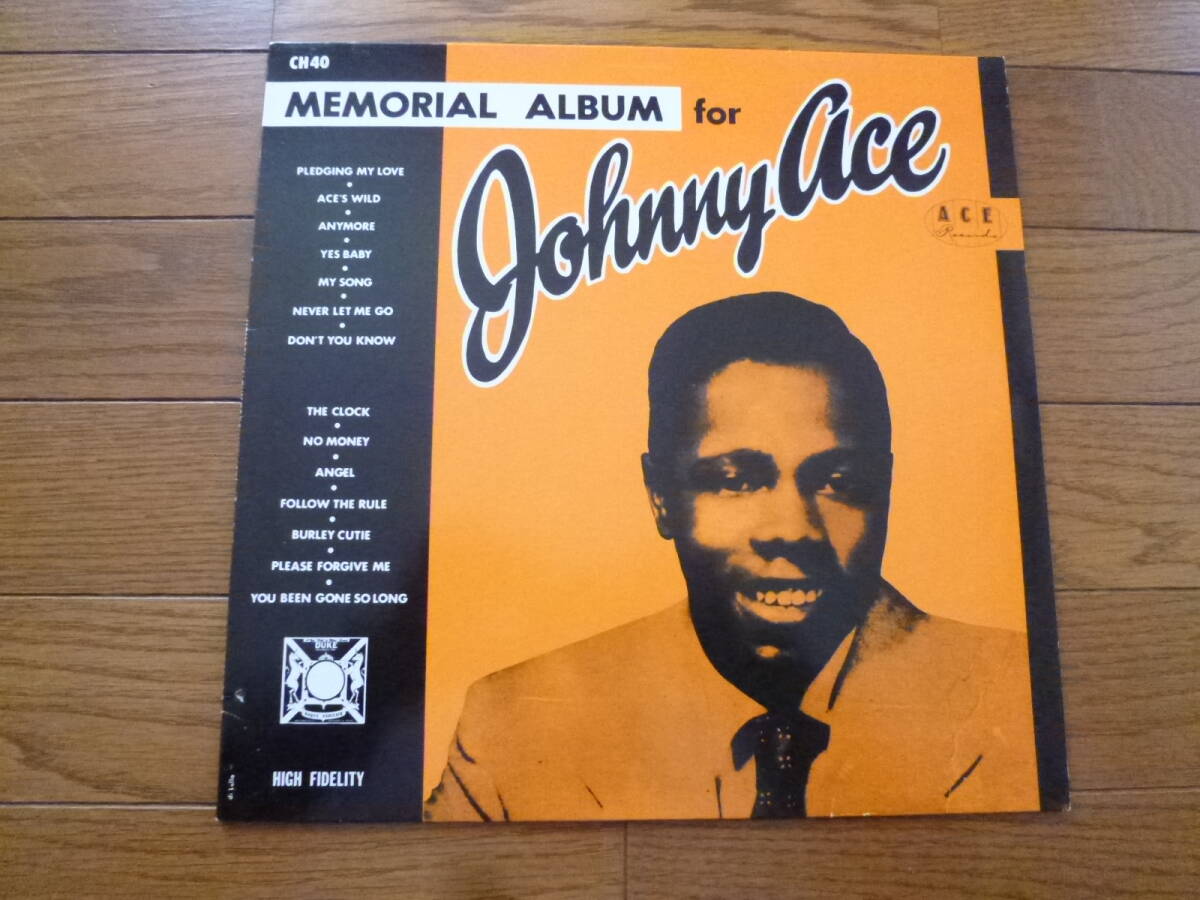 CH40
MEMORIAL ALBUM for
Johnny Ace
ACE
Records
PLEDGING MY LOVE
ACE'S WILD
ANYMORE
YES BABY
MY SONG
NEVER LET ME GO
DON'T YOU KNOW
THE CLOCK
NO MONEY
ANGEL
FOLLOW THE RULE
BURLEY CUTIE
PLEASE FORGIVE ME
YOU BEEN GONE SO LONG
DUKE
HIGH FIDELITY